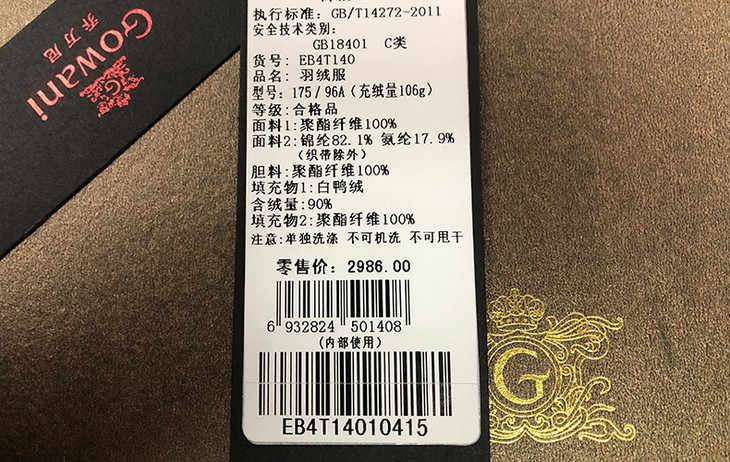 Gowani
乔万尼
G
执行标准: GB/T14272-2011
安全技术类别:
GB18401 C类
货号: EB4T140
品名: 羽绒服
型号: 175/96A(充绒量106g)
等级:合格品
面料1:聚酯纤维100%
面料2:锦纶82.1% 氨纶17.9%
(织带除外)
胆料:聚酯纤维100%
填充物1:白鸭绒
含绒量:90%
填充物2:聚酯纤维100%
注意:单独洗涤 不可机洗 不可甩干
零售价: 2986.00
6 932824 501408
(内部使用)
EB4T14010415
G